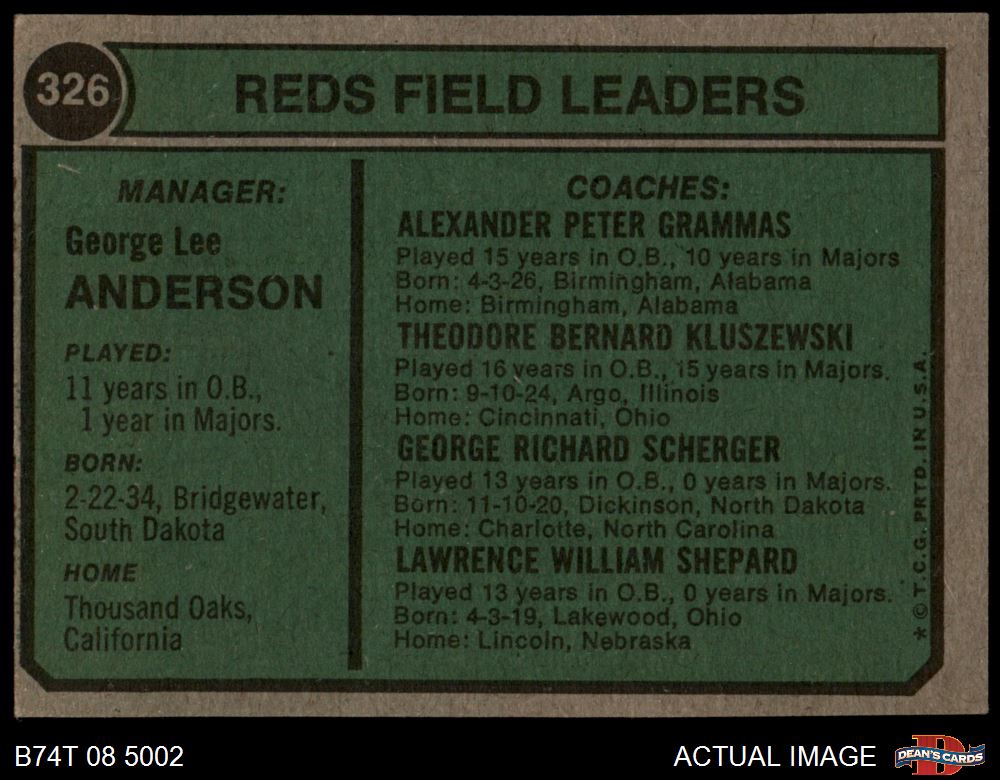 326
REDS FIELD LEADERS
MANAGER:
George Lee
ANDERSON
PLAYED:
11 years in O.B.,
1 year in Majors.
BORN:
2-22-34, Bridgewater,
South Dakota
HOME
Thousand Oaks,
California
COACHES:
ALEXANDER PETER GRAMMAS
Played 15 years in O.B., 10 years in Majors
Born: 4-3-26, Birmingham, Alabama
Home: Birmingham, Alabama
THEODORE BERNARD KLUSZEWSKI
Played 16 years in O.B., 15 years in Majors.
Born: 9-10-24, Argo, Illinois
Home: Cincinnati, Ohio
GEORGE RICHARD SCHERGER
Played 13 years in O.B., 0 years in Majors.
Born: 11-10-20, Dickinson, North Dakota
Home: Charlotte, North Carolina
LAWRENCE WILLIAM SHEPARD
Played 13 years in O.B., 0 years in Majors.
Born: 4-3-19, Lakewood, Ohio
Home: Lincoln, Nebraska
* © T.C.G. PRTD. IN U.S.A.
B74T 08 5002
ACTUAL IMAGE
D
DEAN'S CARDS